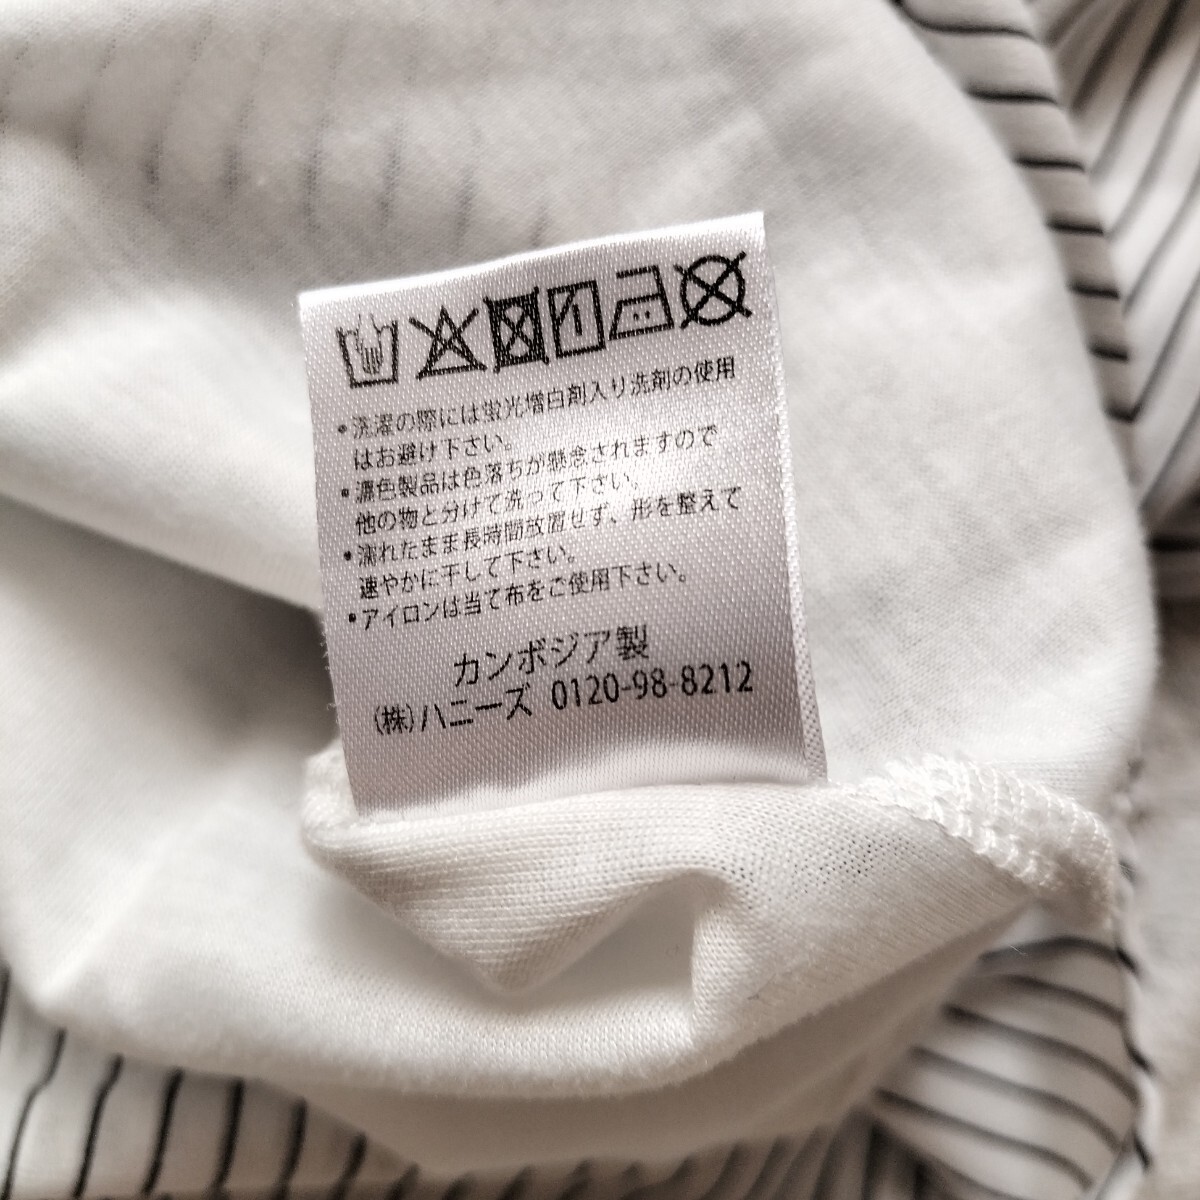 ・洗濯の際には蛍光増白剤入り洗剤の使用
はお避け下さい。
・濃色製品は色落ちが懸念されますので
他の物と分けて洗って下さい。
・濡れたまま長時間放置せず、形を整えて
速やかに干して下さい。
・アイロンは当て布をご使用下さい。
カンボジア製
(株)ハニーズ 0120-98-8212